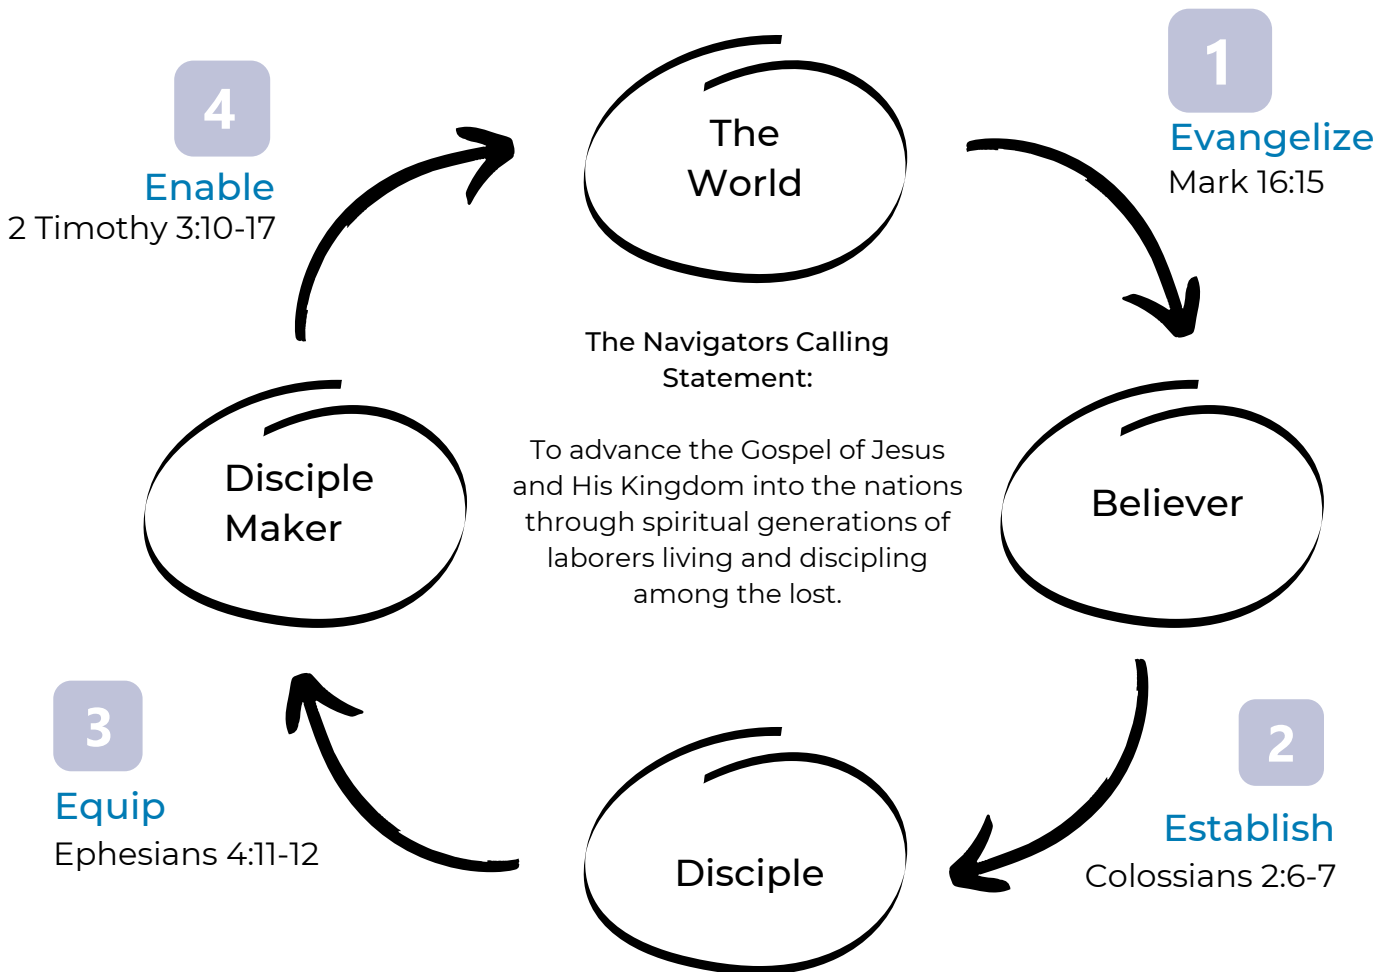 The
World
1
Evangelize
Mark 16:15
Believer
2
Establish
Colossians 2:6-7
Disciple
3
Equip
Ephesians 4:11-12
Disciple
Maker
4
Enable
2 Timothy 3:10-17
The Navigators Calling
Statement:
To advance the Gospel of Jesus
and His Kingdom into the nations
through spiritual generations of
laborers living and discipling
among the lost.